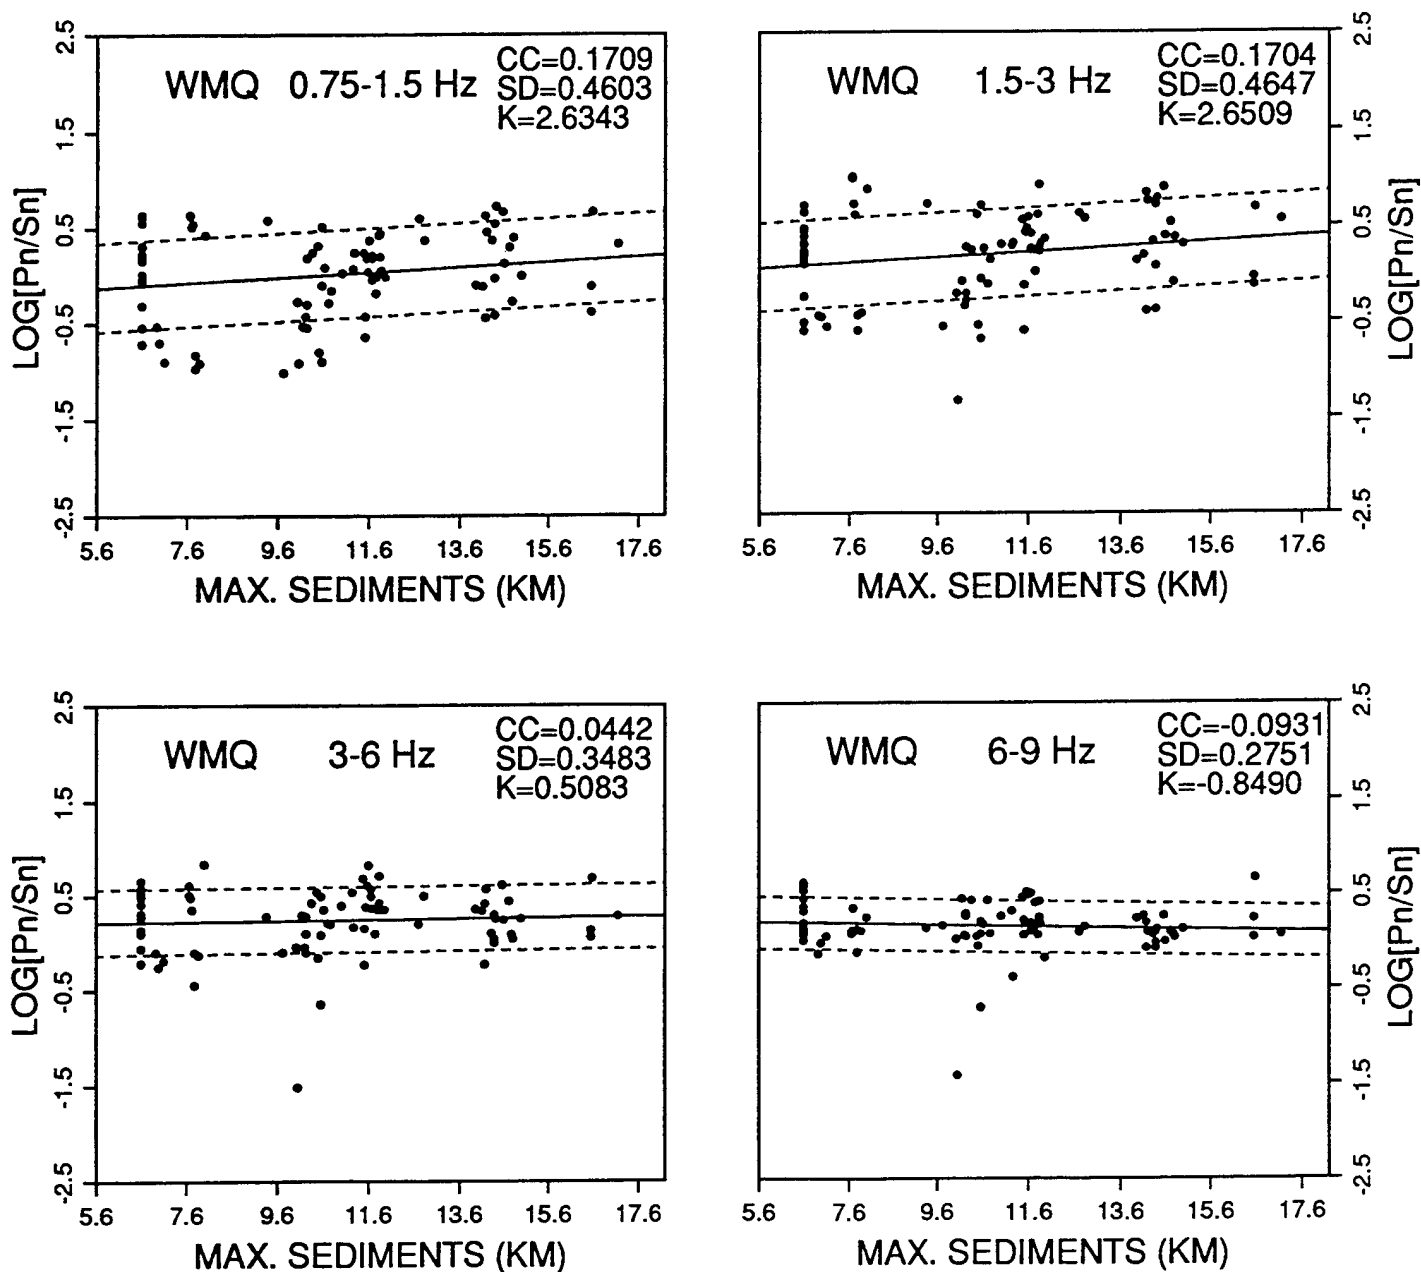 CC=0.1709
WMQ 0.75-1.5 Hz
SD=0.4603
K=2.6343
LOG[Pn/Sn]
2.5
1.5
0.5
-0.5
-1.5
-2.5
5.6 7.6 9.6 11.6 13.6 15.6 17.6
MAX. SEDIMENTS (KM)
CC=0.1704
WMQ 1.5-3 Hz
SD=0.4647
K=2.6509
LOG[Pn/Sn]
2.5
1.5
0.5
-0.5
-1.5
-2.5
5.6 7.6 9.6 11.6 13.6 15.6 17.6
MAX. SEDIMENTS (KM)
CC=0.0442
WMQ 3-6 Hz
SD=0.3483
K=0.5083
LOG[Pn/Sn]
2.5
1.5
0.5
-0.5
-1.5
-2.5
5.6 7.6 9.6 11.6 13.6 15.6 17.6
MAX. SEDIMENTS (KM)
CC=-0.0931
WMQ 6-9 Hz
SD=0.2751
K=-0.8490
LOG[Pn/Sn]
2.5
1.5
0.5
-0.5
-1.5
-2.5
5.6 7.6 9.6 11.6 13.6 15.6 17.6
MAX. SEDIMENTS (KM)